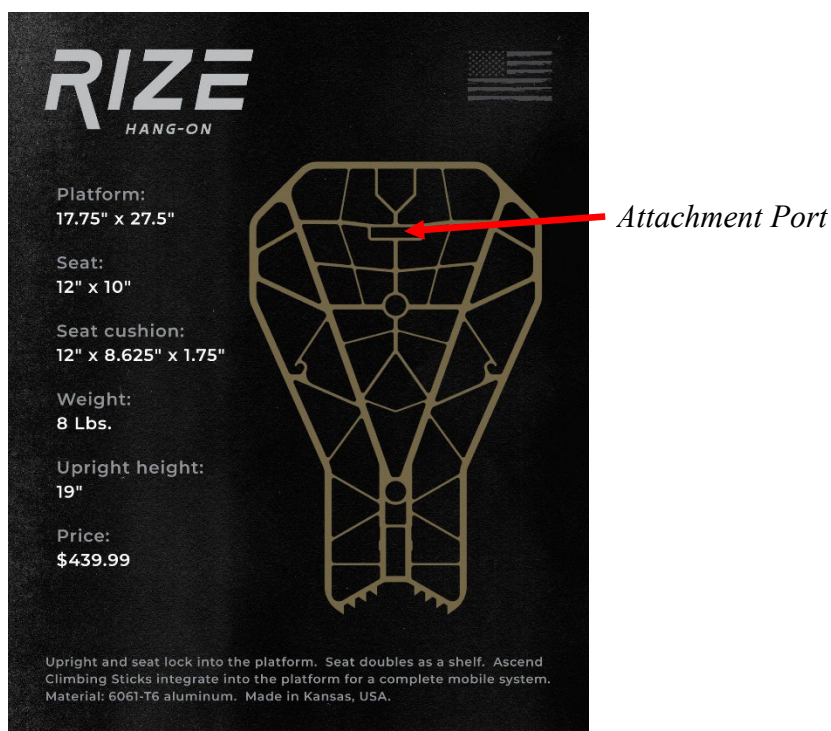 RIZE
HANG-ON
Platform:
17.75" x 27.5"
Attachment Port
Seat:
12" x 10"
Seat cushion:
12" x 8.625" x 1.75"
Weight:
8 Lbs.
Upright height:
19"
Price:
$439.99
Upright and seat lock into the platform.  Seat doubles as a shelf.  Ascend
Climbing Sticks integrate into the platform for a complete mobile system.
Material: 6061-T6 aluminum.  Made in Kansas, USA.